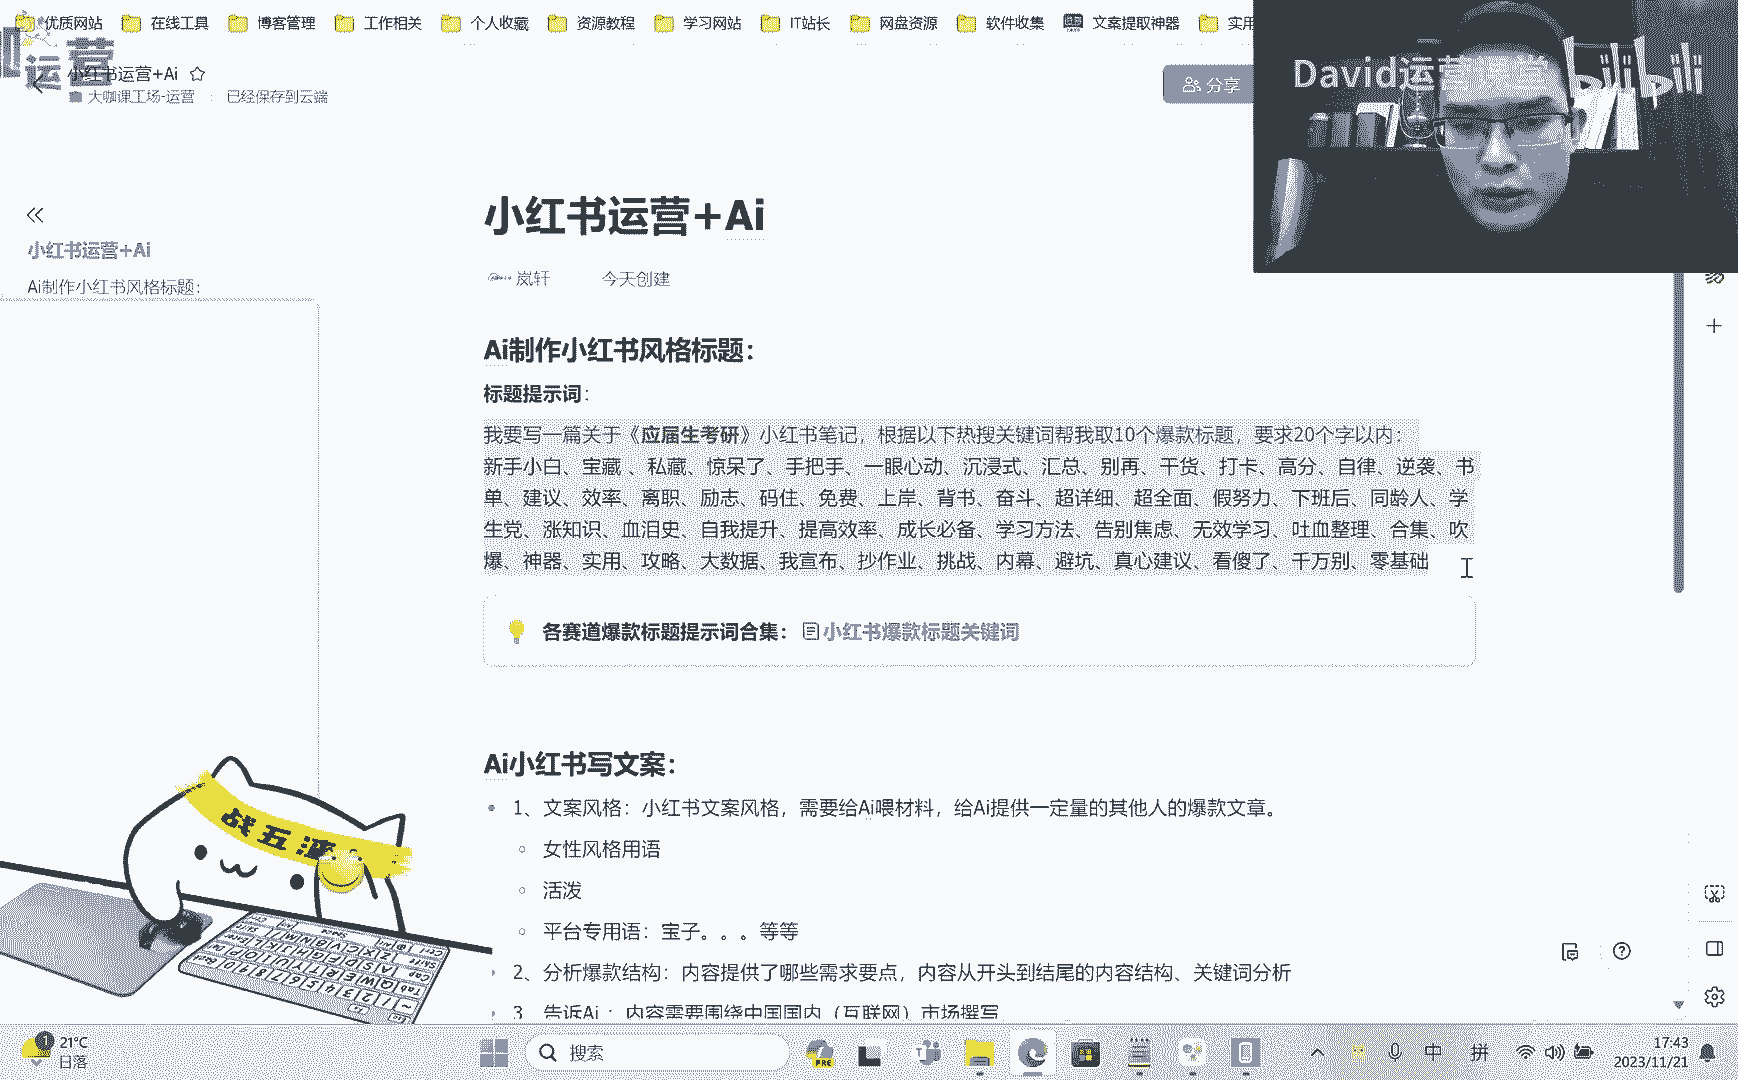 优质网站 在线工具 博客管理 工作相关 个人收藏 资源教程 学习网站 IT站长 网盘资源 软件收集 文案提取神器 实用
运营
小红书运营+Ai
大咖课工场-运营 已经保存到云端
分享
David运营课堂 bilibili
小红书运营+Ai
Ai制作小红书风格标题：
小红书运营+Ai
岚轩 今天创建
Ai制作小红书风格标题：
标题提示词：
我要写一篇关于《应届生考研》小红书笔记，根据以下热搜关键词帮我取10个爆款标题，要求20个字以内：
新手小白、宝藏 、私藏、惊呆了、手把手、一眼心动、沉浸式、汇总、别再、干货、打卡、高分、自律、逆袭、书
单、建议、效率、离职、励志、码住、免费、上岸、背书、奋斗、超详细、超全面、假努力、下班后、同龄人、学
生党、涨知识、血泪史、自我提升、提高效率、成长必备、学习方法、告别焦虑、无效学习、吐血整理、合集、吹
爆、神器、实用、攻略、大数据、我宣布、抄作业、挑战、内幕、避坑、真心建议、看傻了、千万别、零基础
各赛道爆款标题提示词合集： 小红书爆款标题关键词
Ai小红书写文案：
1、文案风格：小红书文案风格，需要给Ai喂材料，给Ai提供一定量的其他人的爆款文章。
女性风格用语
活泼
平台专用语：宝子。。。等等
2、分析爆款结构：内容提供了哪些需求要点，内容从开头到结尾的内容结构、关键词分析
3、告诉Ai ：内容需要围绕中国国内（互联网）市场撰写
战五渣
1
21°C
日落
搜索
PRE
中 拼
17:43
2023/11/21